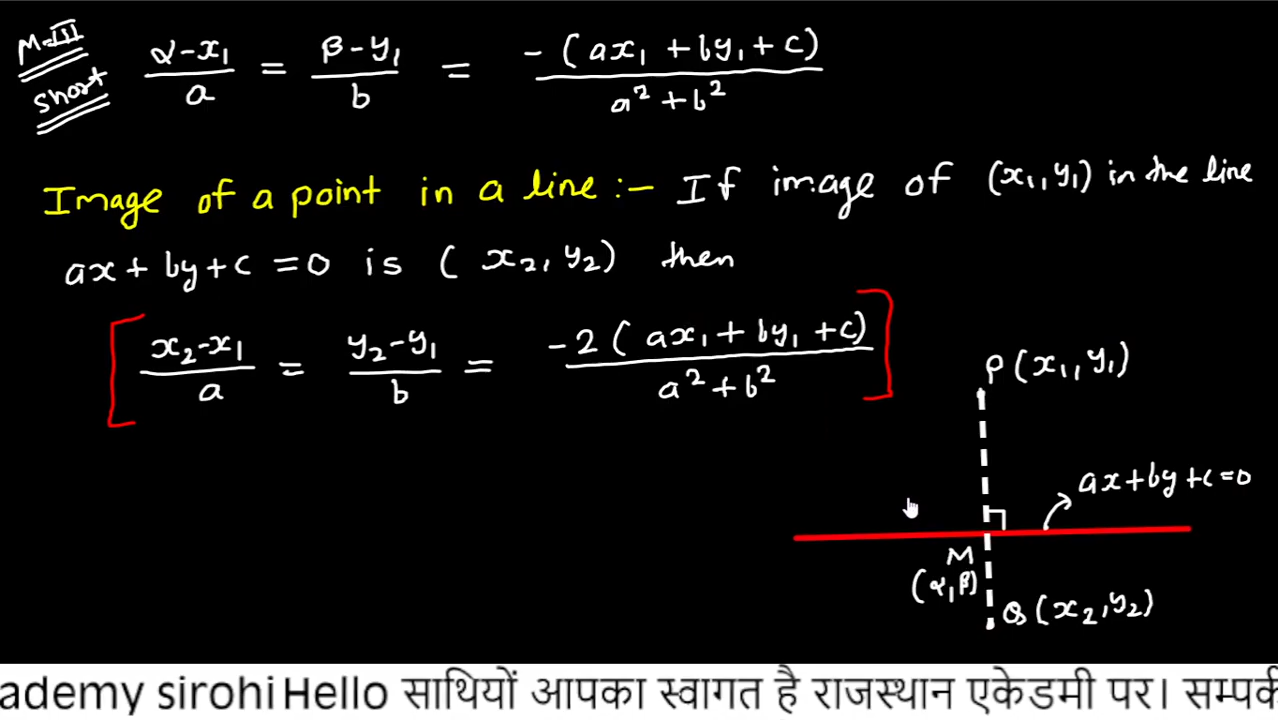 M-III
Short
α-x₁/a = β-y₁/b = -(ax₁+by₁+c)/a²+b²
Image of a point in a line :- If image of (x₁,y₁) in the line
ax+by+c=0 is (x₂,y₂) then
[x₂-x₁/a = y₂-y₁/b = -2(ax₁+by₁+c)/a²+b²]
P(x₁,y₁)
ax+by+c=0
M
(α,β)
Q(x₂,y₂)
ademy sirohi Hello साथियों आपका स्वागत है राजस्थान एकेडमी पर। सम्पर्क